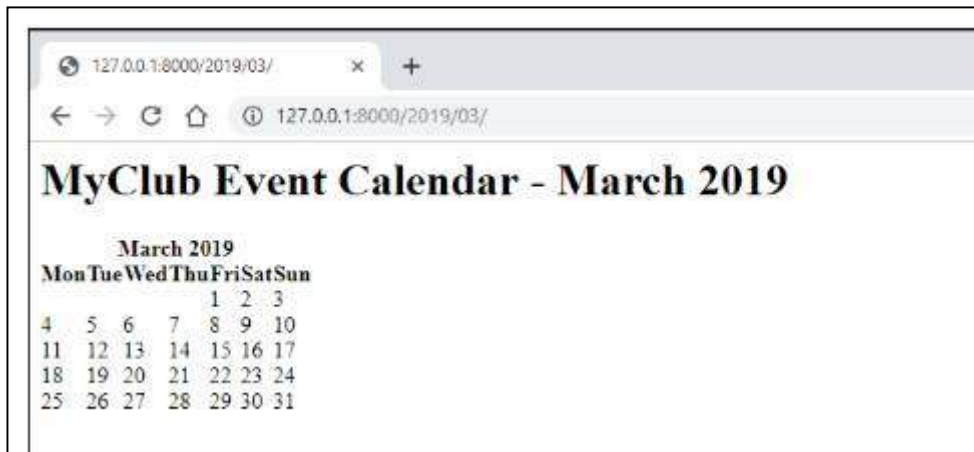 127.0.0.1:8000/2019/03/
127.0.0.1:8000/2019/03/
MyClub Event Calendar - March 2019
March 2019
Mon Tue Wed Thu Fri Sat Sun
1 2 3
4 5 6 7 8 9 10
11 12 13 14 15 16 17
18 19 20 21 22 23 24
25 26 27 28 29 30 31